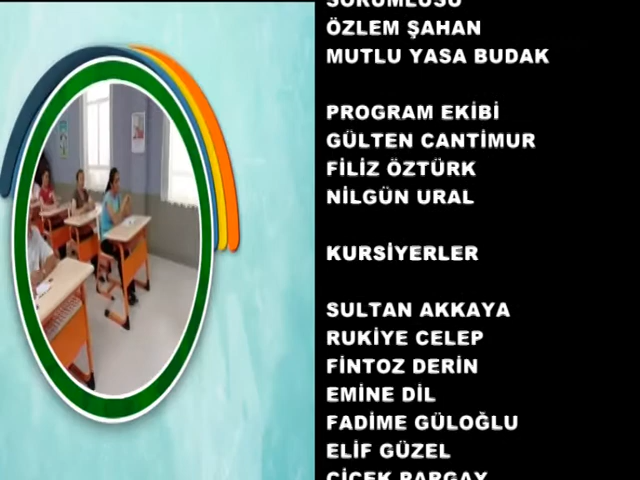 SORUMLUSU
ÖZLEM ŞAHAN
MUTLU YASA BUDAK
PROGRAM EKİBİ
GÜLTEN CANTİMUR
FİLİZ ÖZTÜRK
NİLGÜN URAL
KURSİYERLER
SULTAN AKKAYA
RUKİYE CELEP
FİNTOZ DERİN
EMİNE DİL
FADİME GÜLOĞLU
ELİF GÜZEL